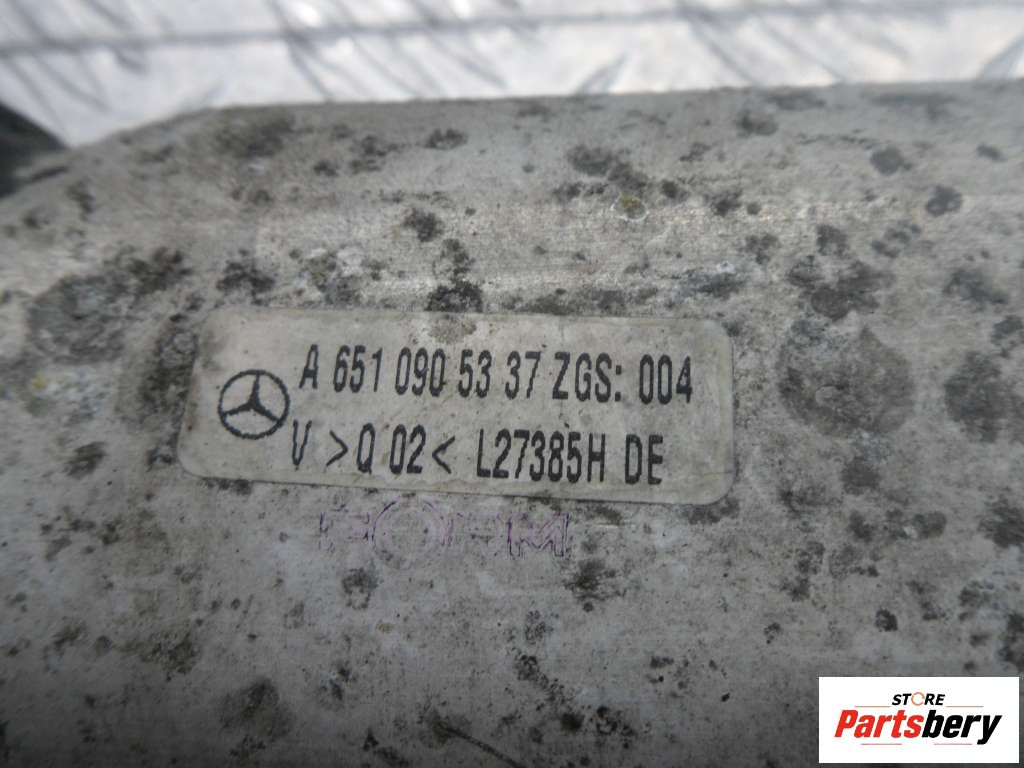 A 651 090 53 37 ZGS: 004
V >Q 02< L27385H DE
STORE
Partsbery